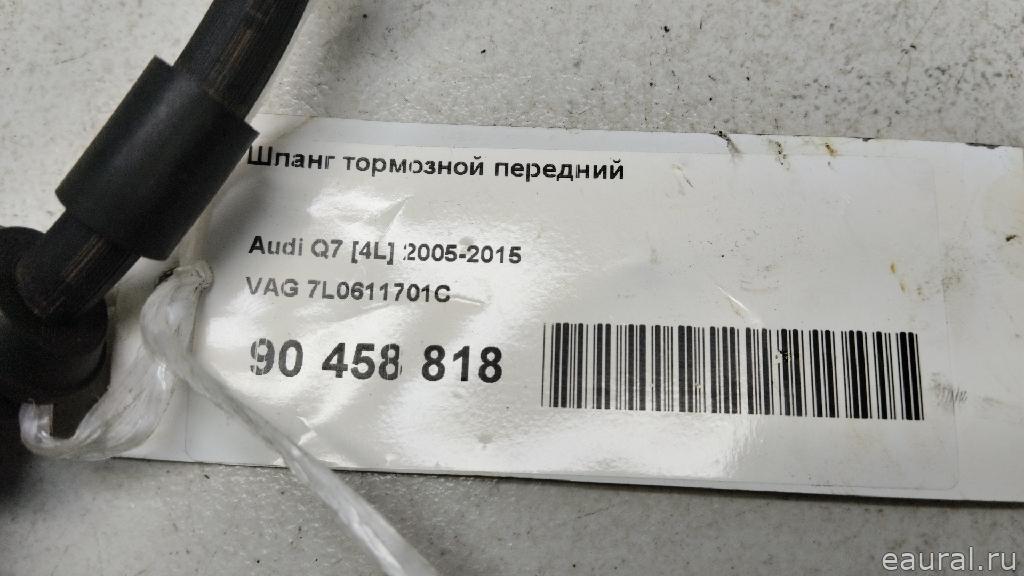 Шланг тормозной передний
Audi Q7 [4L] 2005-2015
VAG 7L0611701C
90 458 818
eaural.ru